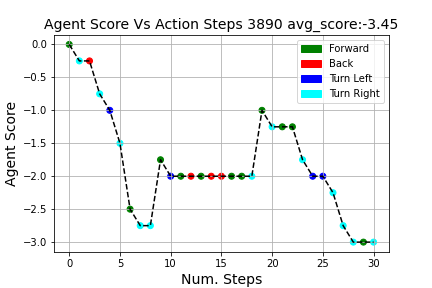 Agent Score Vs Action Steps 3890 avg_score:-3.45
0.0
−0.5
−1.0
−1.5
−2.0
−2.5
−3.0
Agent Score
Forward
Back
Turn Left
Turn Right
0 5 10 15 20 25 30
Num. Steps